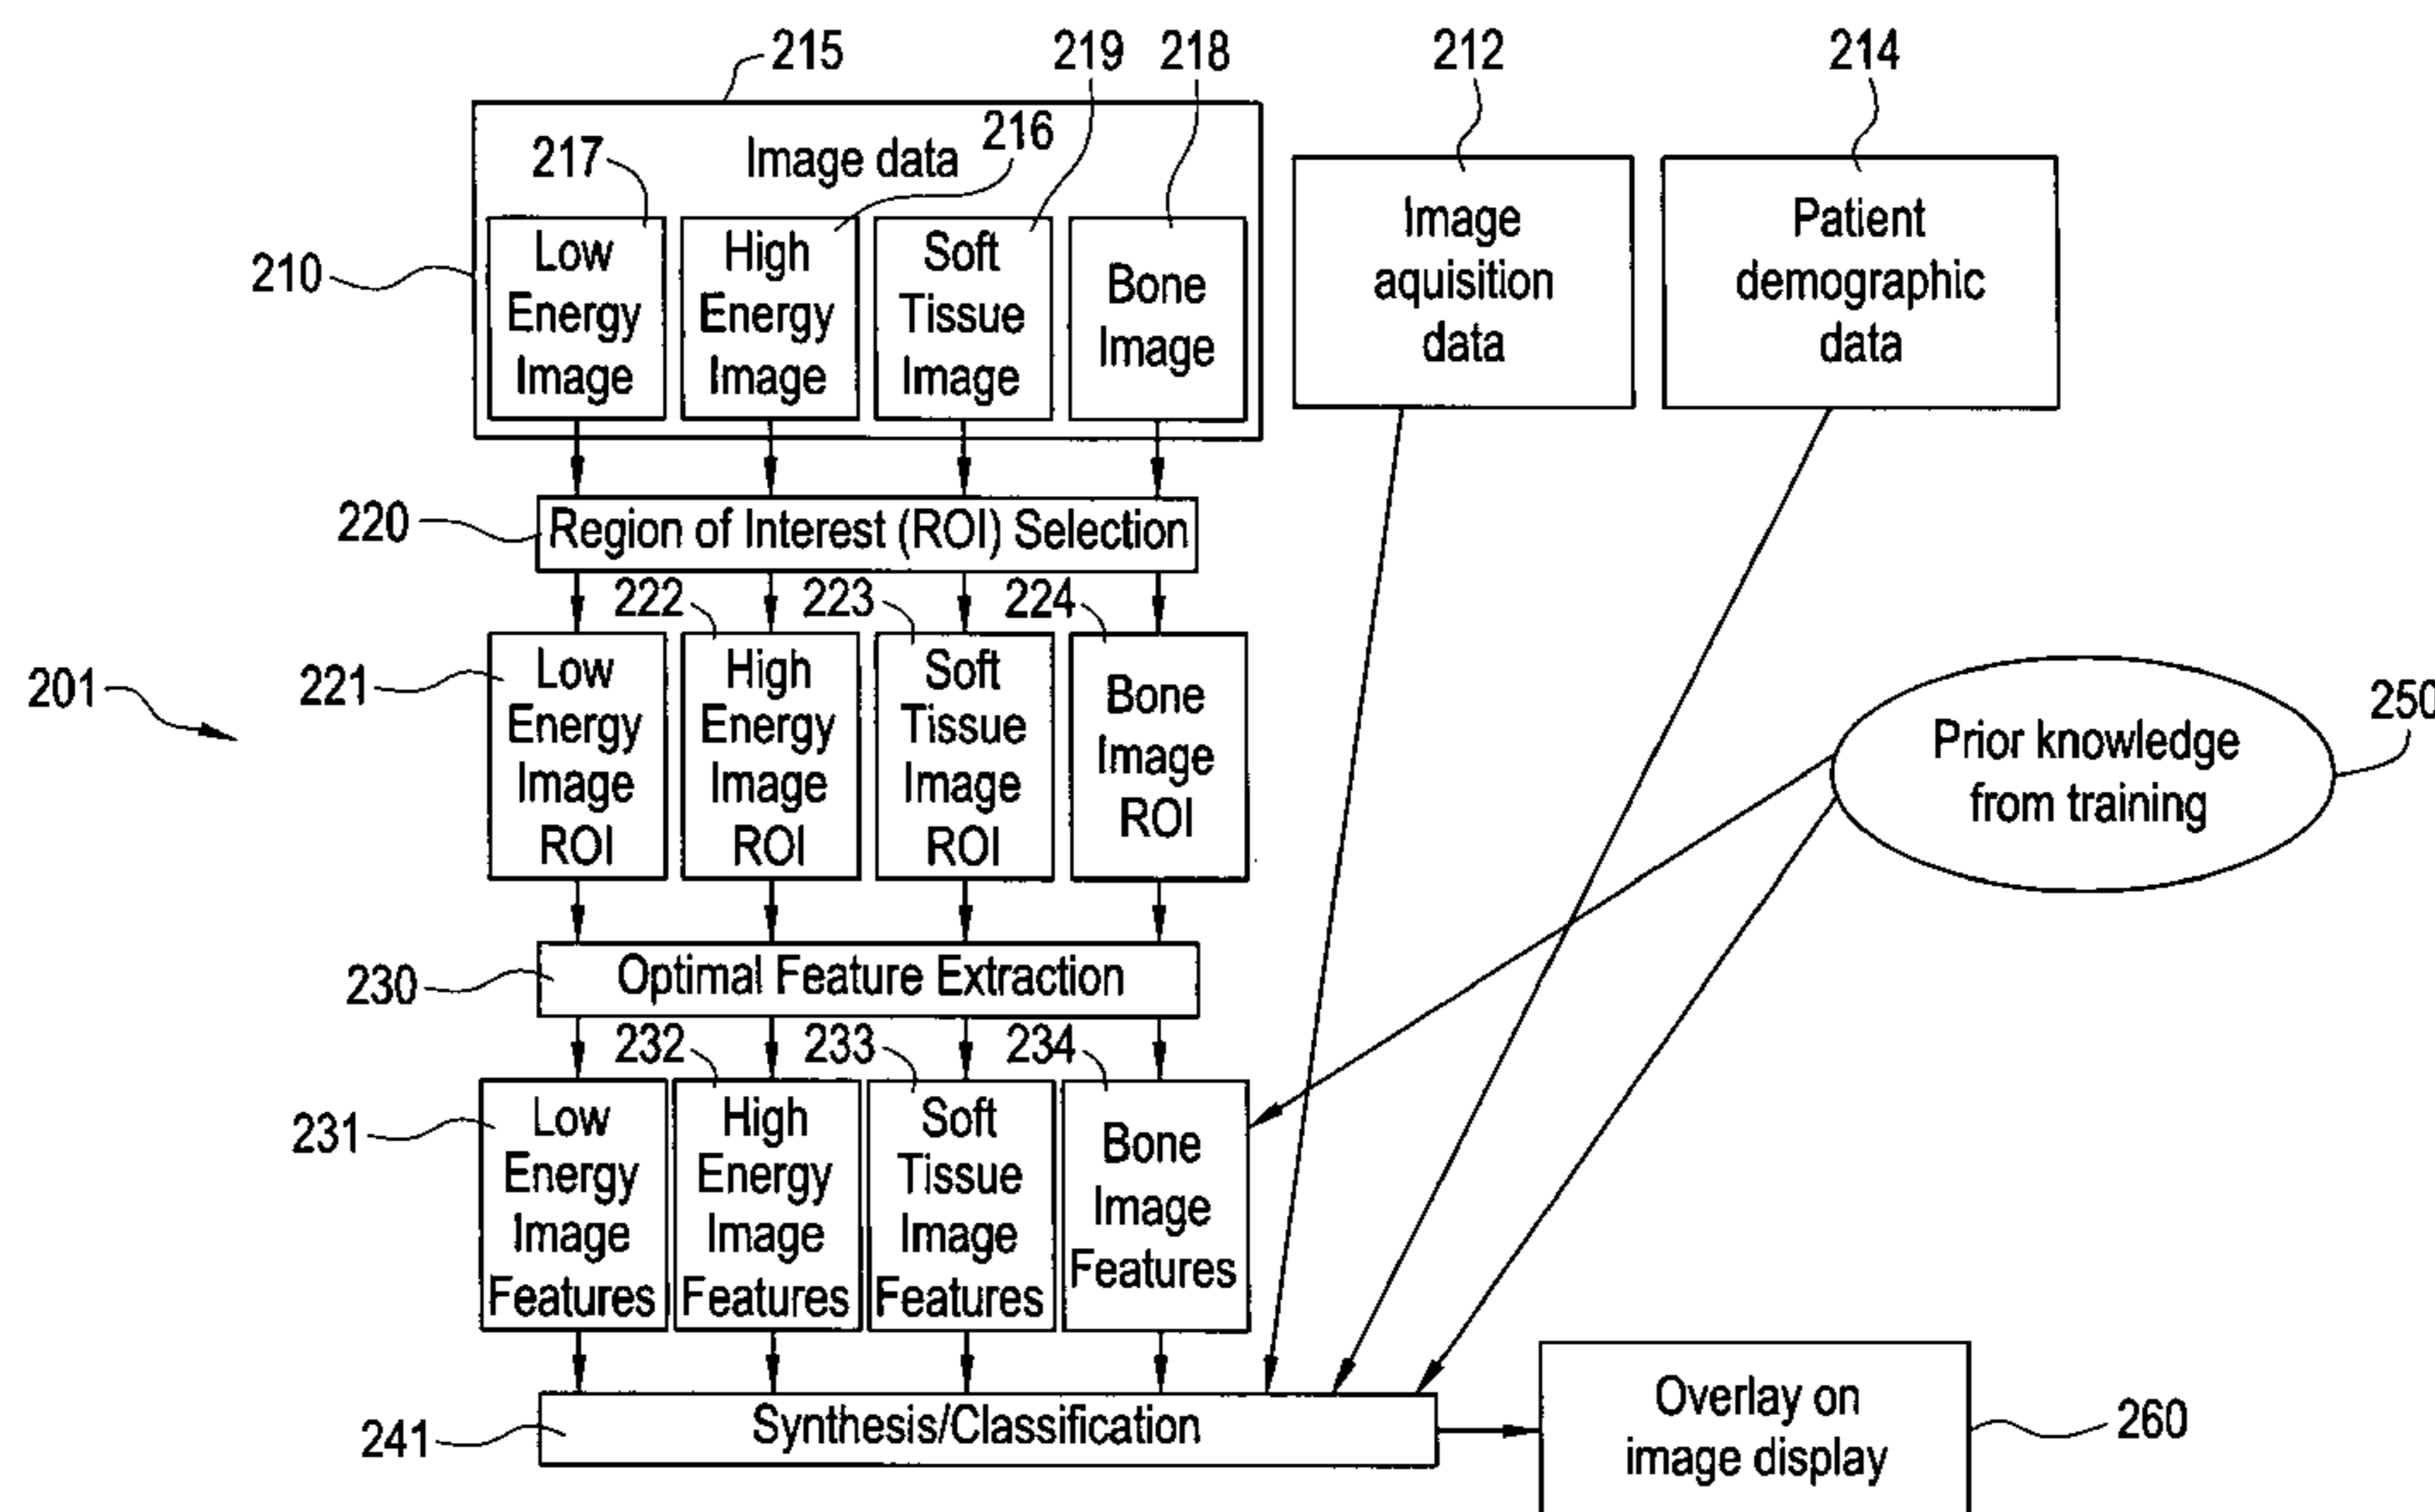 215
219
218
212
214
217
Image data
216
210
Low
Energy
Image
High
Energy
Image
Soft
Tissue
Image
Bone
Image
Image
aquisition
data
Patient
demographic
data
220
Region of Interest (ROI) Selection
222
223
224
201
221
Low
Energy
Image
ROI
High
Energy
Image
ROI
Soft
Tissue
Image
ROI
Bone
Image
ROI
Prior knowledge
from training
250
230
Optimal Feature Extraction
232
233
234
231
Low
Energy
Image
Features
High
Energy
Image
Features
Soft
Tissue
Image
Features
Bone
Image
Features
241
Synthesis/Classification
Overlay on
image display
260